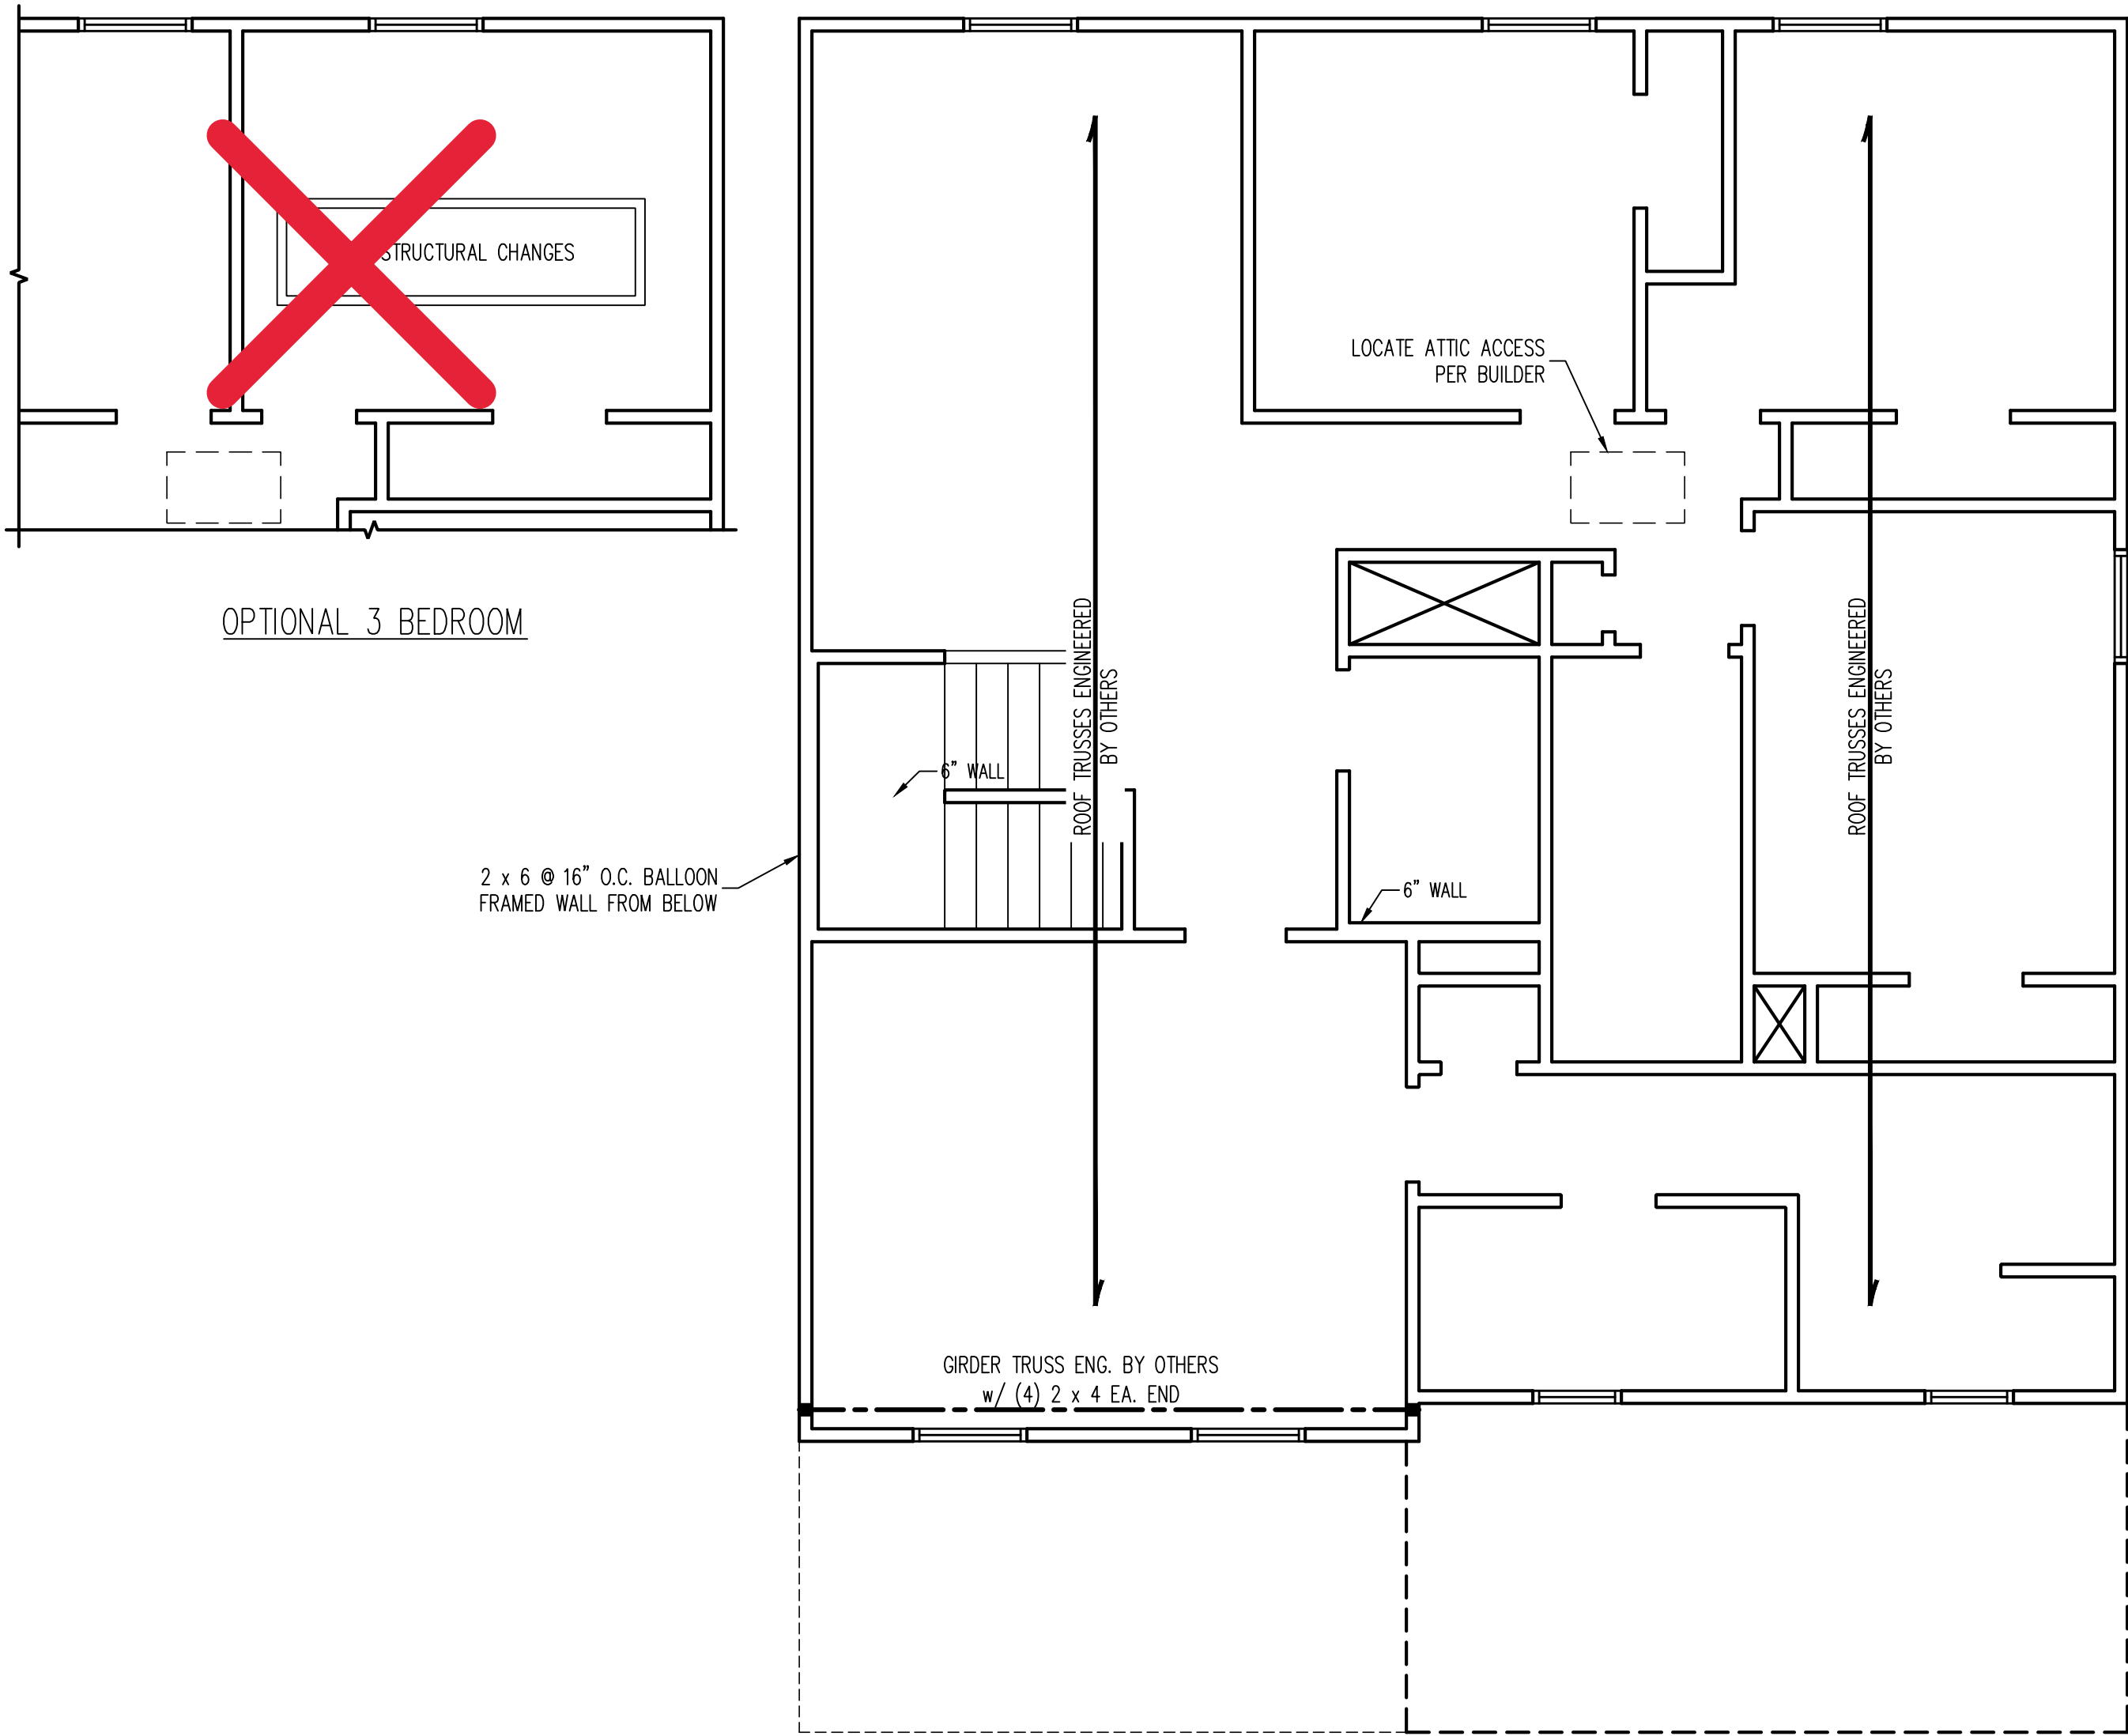 STRUCTURAL CHANGES
OPTIONAL 3 BEDROOM
LOCATE ATTIC ACCESS
PER BUILDER
ROOF TRUSSES ENGINEERED
BY OTHERS
ROOF TRUSSES ENGINEERED
BY OTHERS
6" WALL
2 x 6 @ 16" O.C. BALLOON
FRAMED WALL FROM BELOW
6" WALL
GIRDER TRUSS ENG. BY OTHERS
w/ (4) 2 x 4 EA. END